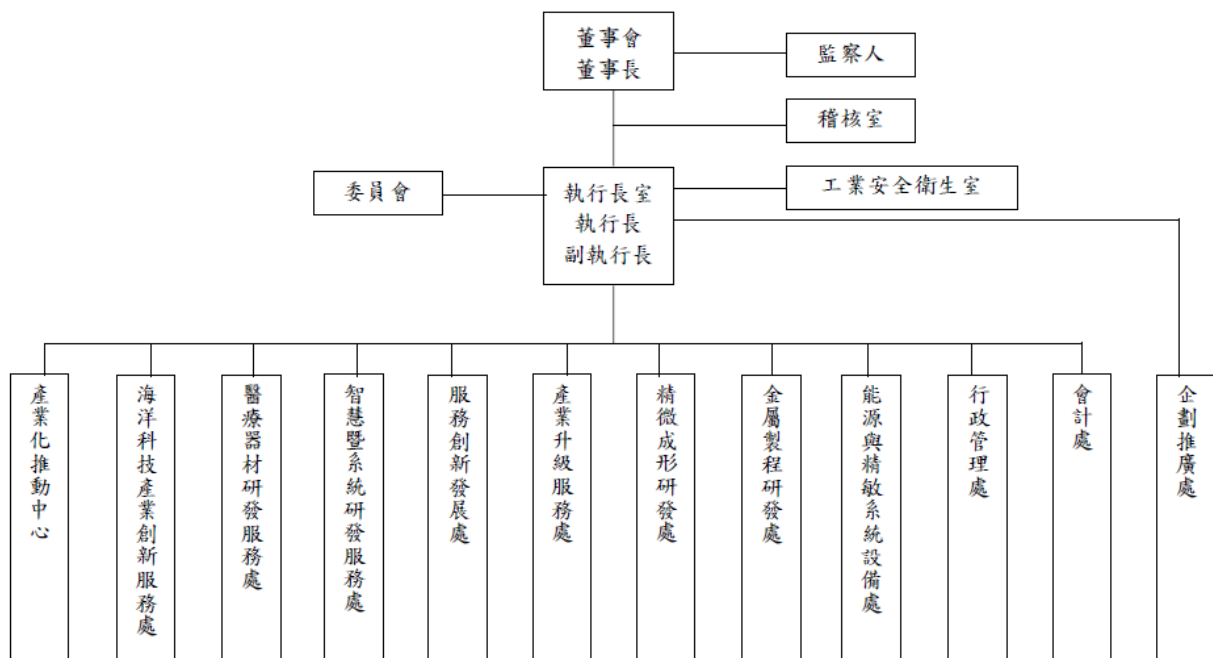 董事會
董事長
監察人
稽核室
委員會
執行長室
執行長
副執行長
工業安全衛生室
產業化推動中心
海洋科技產業創新服務處
醫療器材研發服務處
智慧暨系統研發服務處
服務創新發展處
產業升級服務處
精微成形研發處
金屬製程研發處
能源與精敏系統設備處
行政管理處
會計處
企劃推廣處